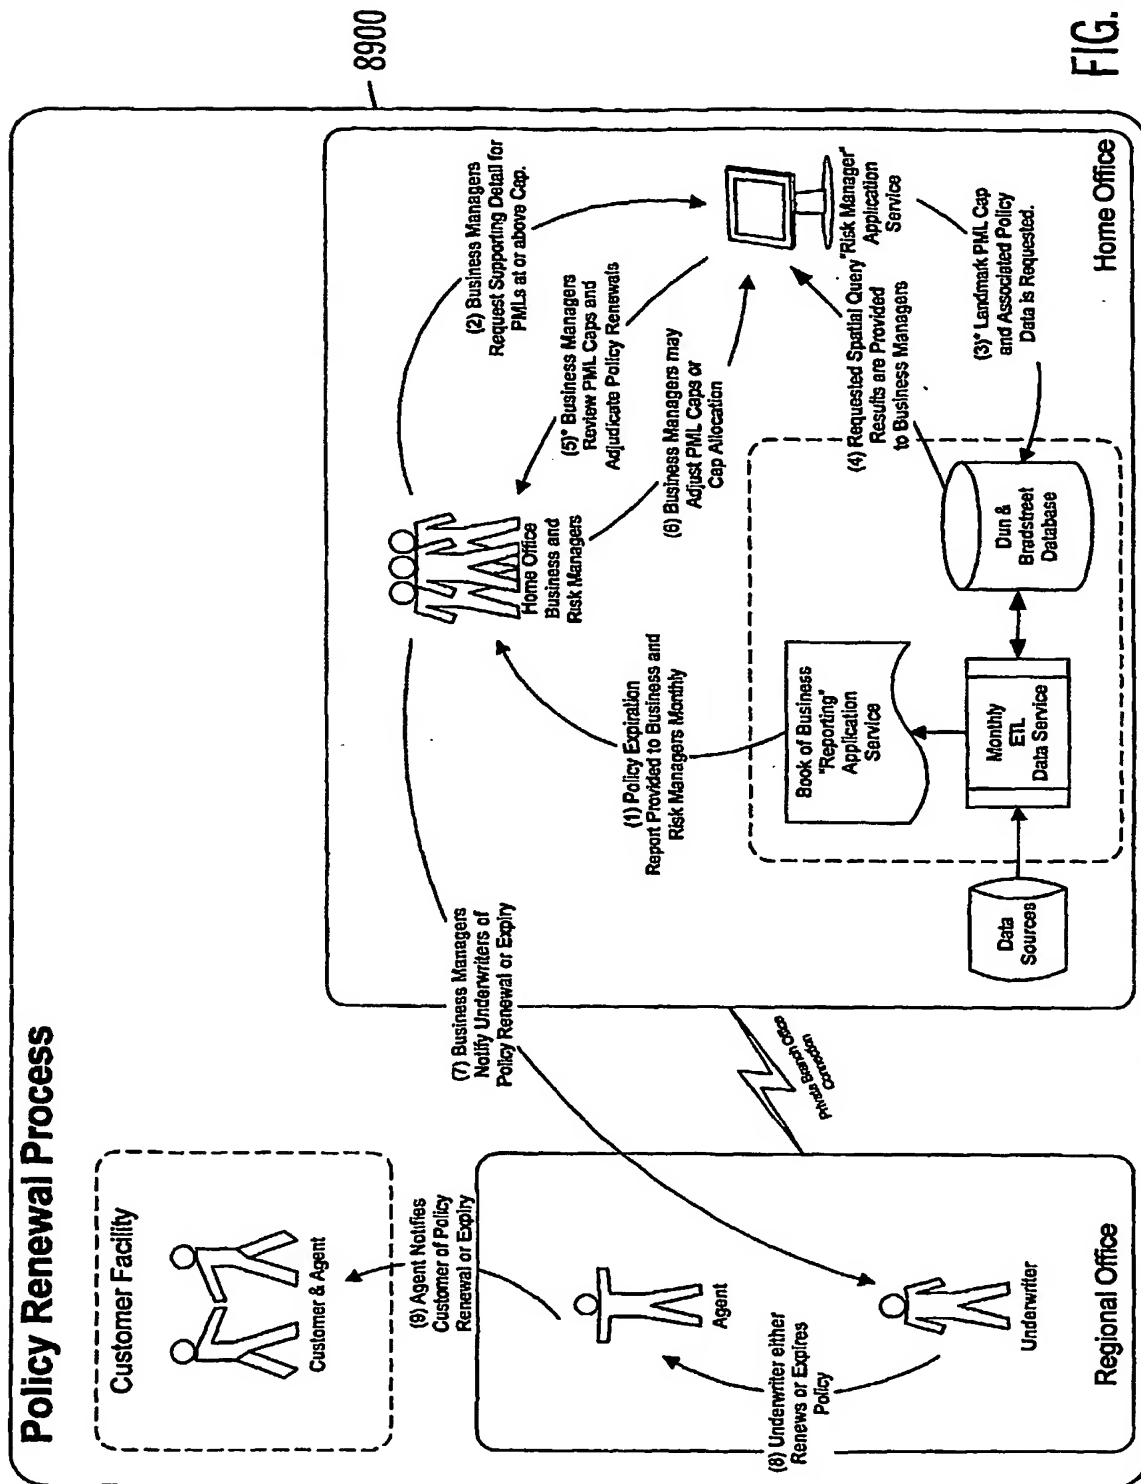 Policy Renewal Process
8900
Customer Facility
Customer & Agent
(9) Agent Notifies
Customer of Policy
Renewal or Expiry
Agent
(8) Underwriter either
Renews or Expires
Policy
Underwriter
Regional Office
(7) Business Managers
Notify Underwriters of
Policy Renewal or Expiry
Private Branch Office
Connection
Home Office
Business and
Risk Managers
(1) Policy Expiration
Report Provided to Business and
Risk Managers Monthly
(2) Business Managers
Request Supporting Detail for
PMLs at or above Cap.
(5)* Business Managers
Review PML Caps and
Adjudicate Policy Renewals
(6) Business Managers may
Adjust PML Caps or
Cap Allocation
"Risk Manager"
Application
Service
(4) Requested Spatial Query
Results are Provided
to Business Managers
(3)* Landmark PML Cap
and Associated Policy
Data is Requested.
Book of Business
"Reporting"
Application
Service
Data
Sources
Monthly
ETL
Data Service
Dun &
Bradstreet
Database
Home Office
FIG.